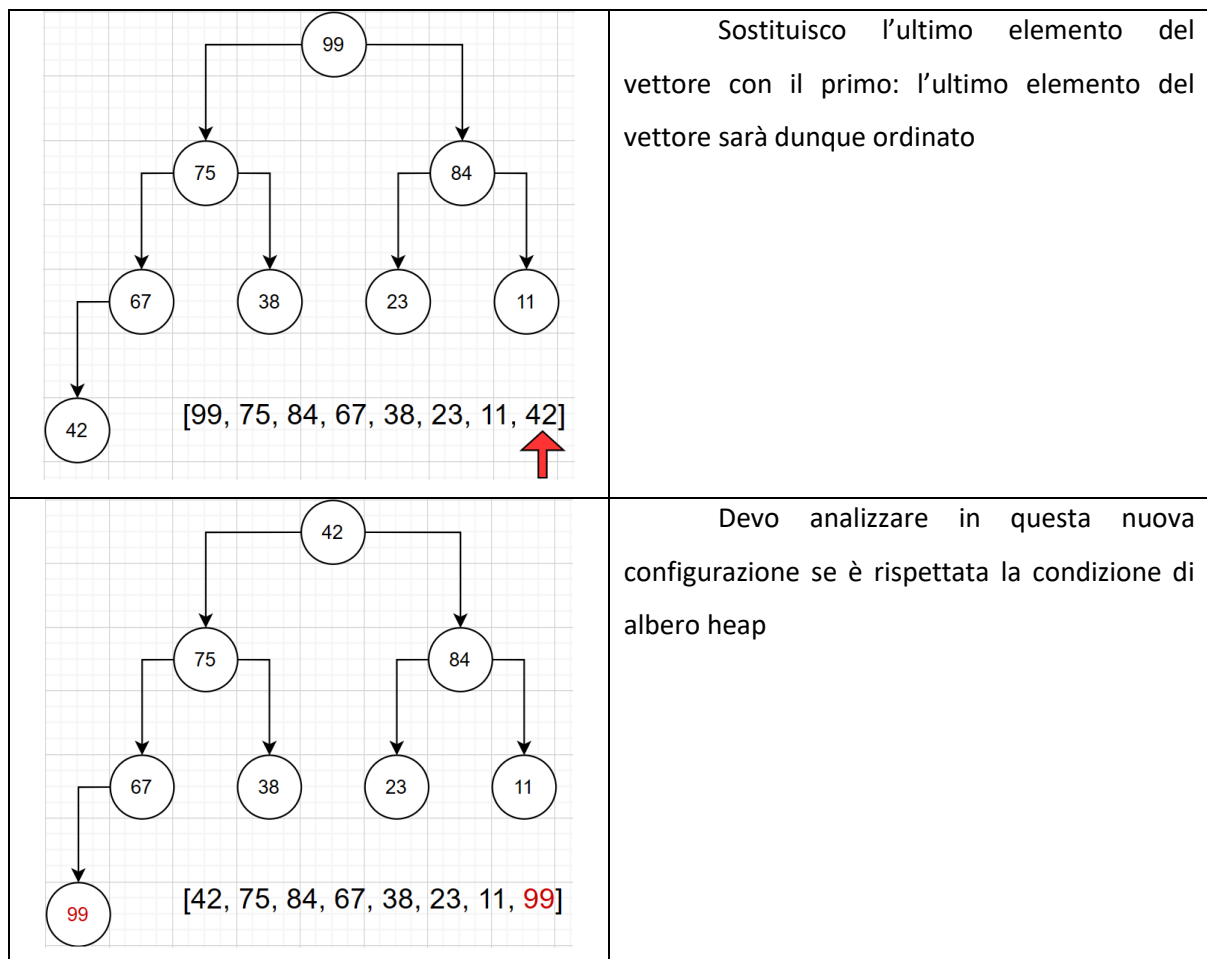 99
Sostituisco l’ultimo elemento del
vettore con il primo: l’ultimo elemento del
vettore sarà dunque ordinato
75
84
67
38
23
11
42
[99, 75, 84, 67, 38, 23, 11, 42]
42
Devo analizzare in questa nuova
configurazione se è rispettata la condizione di
albero heap
75
84
67
38
23
11
99
[42, 75, 84, 67, 38, 23, 11, 99]